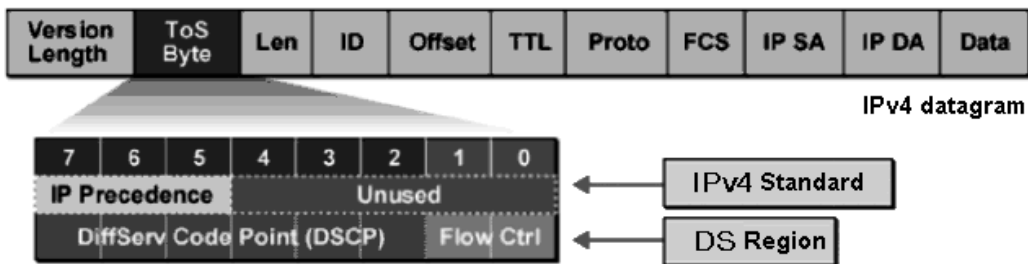 Version Length ToS Byte Len ID Offset TTL Proto FCS IP SA IP DA Data
IPv4 datagram
7 6 5 4 3 2 1 0
IP Precedence Unused
IPv4 Standard
DiffServ Code Point (DSCP) Flow Ctrl
DS Region